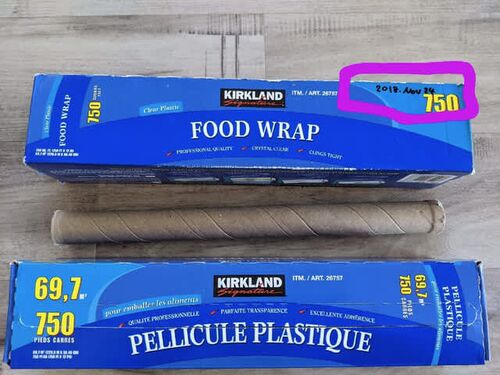 2018. Nov 24
750
KIRKLAND
Signature
ITM. / ART. 26757
Clear Plastic
FOOD WRAP
750
FOOD WRAP
PROFESSIONAL QUALITY
CRYSTAL CLEAR
CLINGS TIGHT
69,7 M²
750
PIEDS CARRÉS
KIRKLAND
Signature
ITM. / ART. 26757
pour emballer les aliments
QUALITÉ PROFESSIONNELLE
PARFAITE TRANSPARENCE
EXCELLENTE ADHÉRENCE
PELLICULE PLASTIQUE
69,7 M²
750
PIEDS CARRÉS
PELLICULE
PLASTIQUE